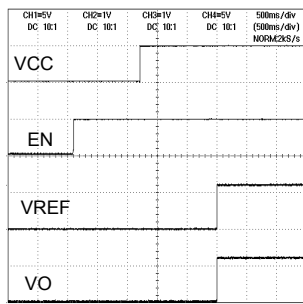 CH1=5V CH2=1V CH3=1V CH4=5V 500ms/div
DC 10:1 DC 10:1 DC 10:1 DC 10:1 (500ms/div)
NORM:2kS/s
VCC
EN
VREF
VO